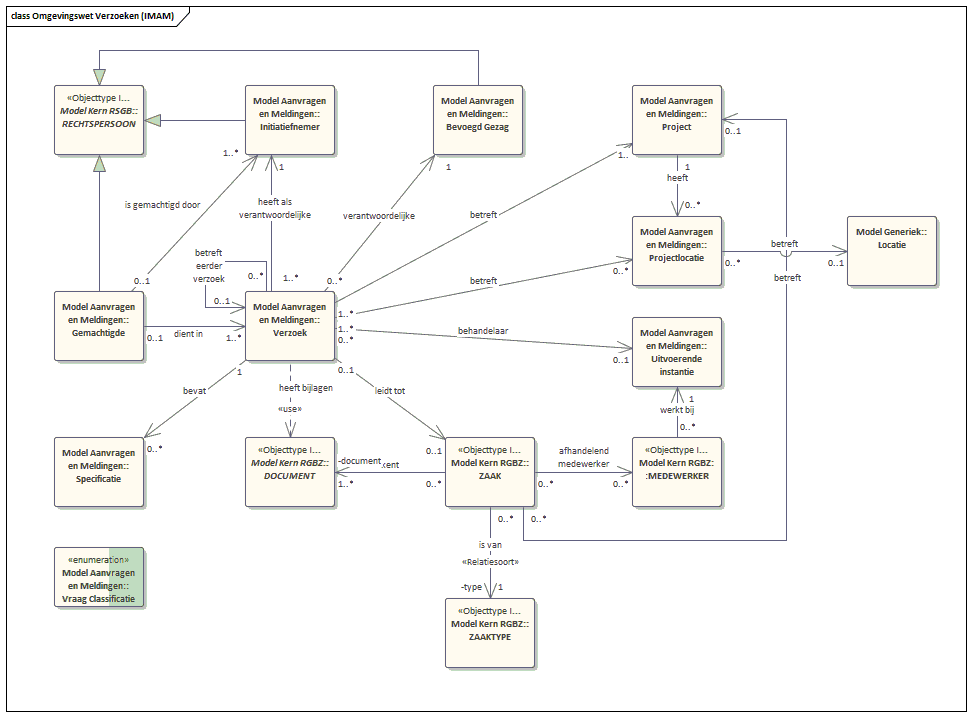 class Omgevingswet Verzoeken (IMAM)
«Objecttype I...
Model Kern RSGB::
RECHTSPERSOON
Model Aanvragen
en Meldingen::
Initiatiefnemer
Model Aanvragen
en Meldingen::
Bevoegd Gezag
Model Aanvragen
en Meldingen::
Project
0..1
1..*
1
1
1..
1
heeft
0..*
is gemachtigd door
heeft als
verantwoordelijke
verantwoordelijke
betreft
Model Aanvragen
en Meldingen::
Projectlocatie
Model Generiek::
Locatie
betreft
0..*
0..1
betreft
betreft
eerder
verzoek
0..*
1..*
0..*
betreft
0..*
0..1
0..1
Model Aanvragen
en Meldingen::
Gemachtigde
Model Aanvragen
en Meldingen::
Verzoek
1..*
1..*
0..*
behandelaar
0..1
Model Aanvragen
en Meldingen::
Uitvoerende
instantie
0..1
dient in
1..*
1
bevat
0..*
heeft bijlagen
«use»
0..1
leidt tot
0..1
1
werkt bij
0..*
Model Aanvragen
en Meldingen::
Specificatie
«Objecttype I...
Model Kern RGBZ::
DOCUMENT
-document
1..*
0..*
«Objecttype I...
Model Kern RGBZ::
ZAAK
afhandelend
medewerker
0..*
0..*
«Objecttype I...
Model Kern RGBZ:
:MEDEWERKER
0..*
0..*
is van
«Relatiesoort»
-type
1
«enumeration»
Model Aanvragen
en Meldingen::
Vraag Classificatie
«Objecttype I...
Model Kern RGBZ::
ZAAKTYPE